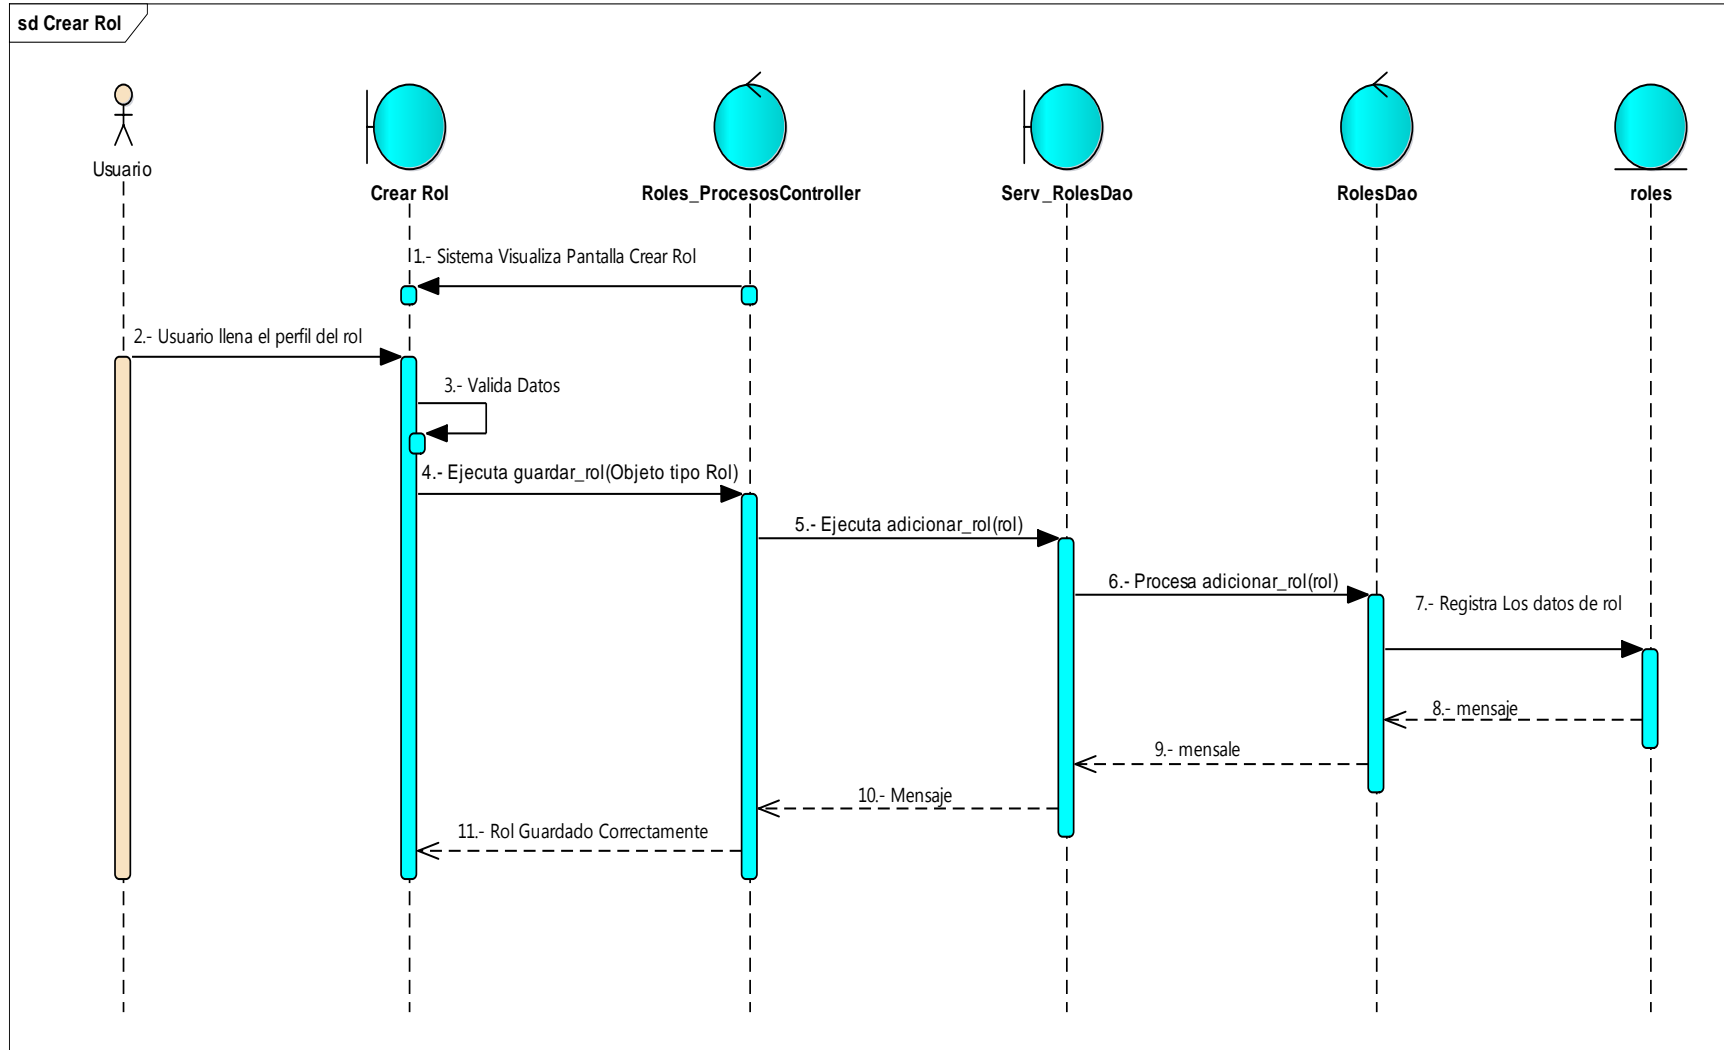 sd Crear Rol
Usuario
Crear Rol
Roles_ProcesosController
Serv_RolesDao
RolesDao
roles
1.- Sistema Visualiza Pantalla Crear Rol
2.- Usuario llena el perfil del rol
3.- Valida Datos
4.- Ejecuta guardar_rol(Objeto tipo Rol)
5.- Ejecuta adicionar_rol(rol)
6.- Procesa adicionar_rol(rol)
7.- Registra Los datos de rol
8.- mensaje
9.- mensale
10.- Mensaje
11.- Rol Guardado Correctamente